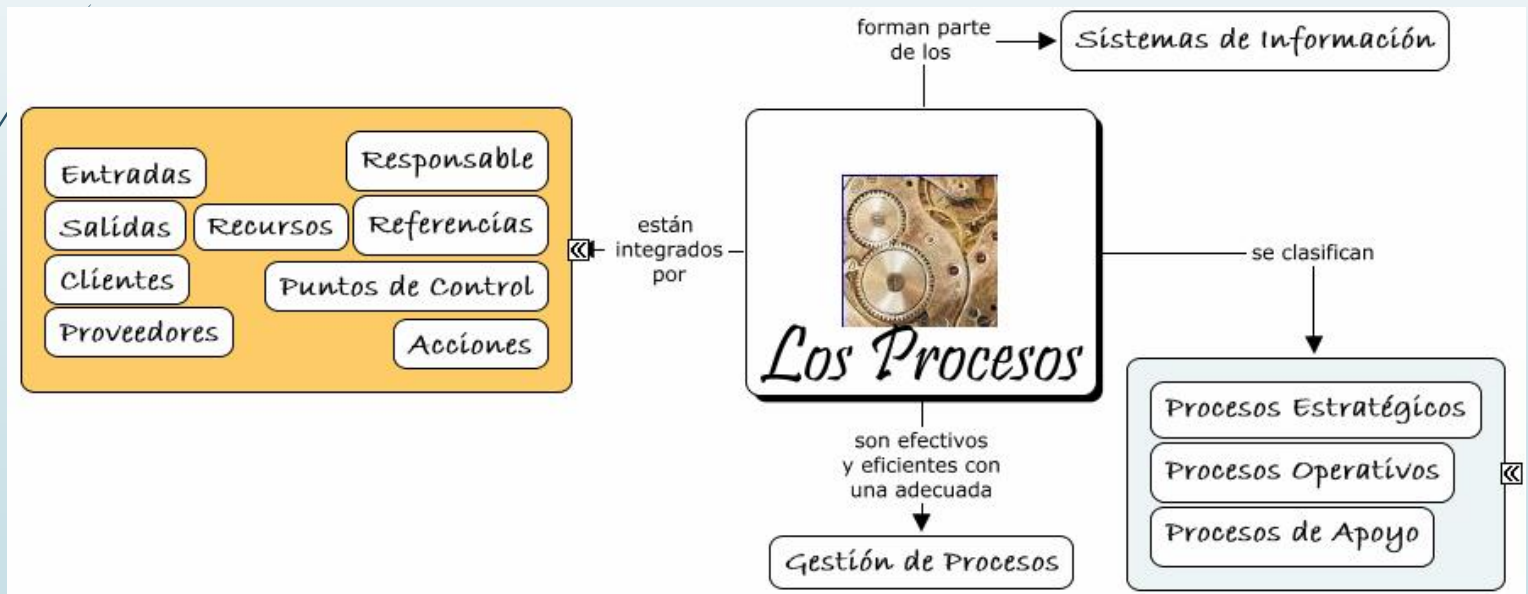 forman parte
de los
Sistemas de Información
Entradas
Responsable
Salidas
Recursos
Referencias
Clientes
Puntos de Control
Proveedores
Acciones
están
integrados
por
Los Procesos
se clasifican
Procesos Estratégicos
Procesos Operativos
Procesos de Apoyo
son efectivos
y eficientes con
una adecuada
Gestión de Procesos